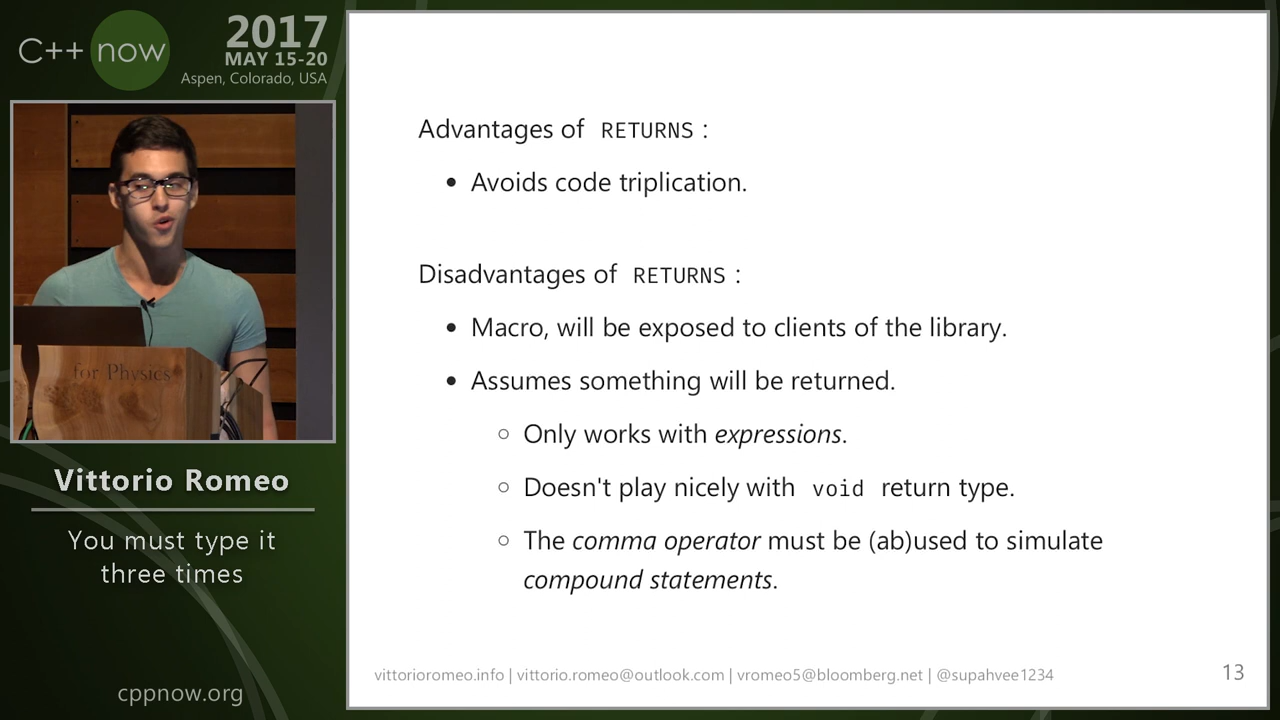 C++ now
2017
MAY 15-20
Aspen, Colorado, USA
for Physics
Vittorio Romeo
You must type it
three times
cppnow.org
Advantages of RETURNS :
• Avoids code triplication.
Disadvantages of RETURNS :
• Macro, will be exposed to clients of the library.
• Assumes something will be returned.
○ Only works with expressions.
○ Doesn't play nicely with void return type.
○ The comma operator must be (ab)used to simulate
compound statements.
vittorioromeo.info | vittorio.romeo@outlook.com | vromeo5@bloomberg.net | @supahvee1234
13